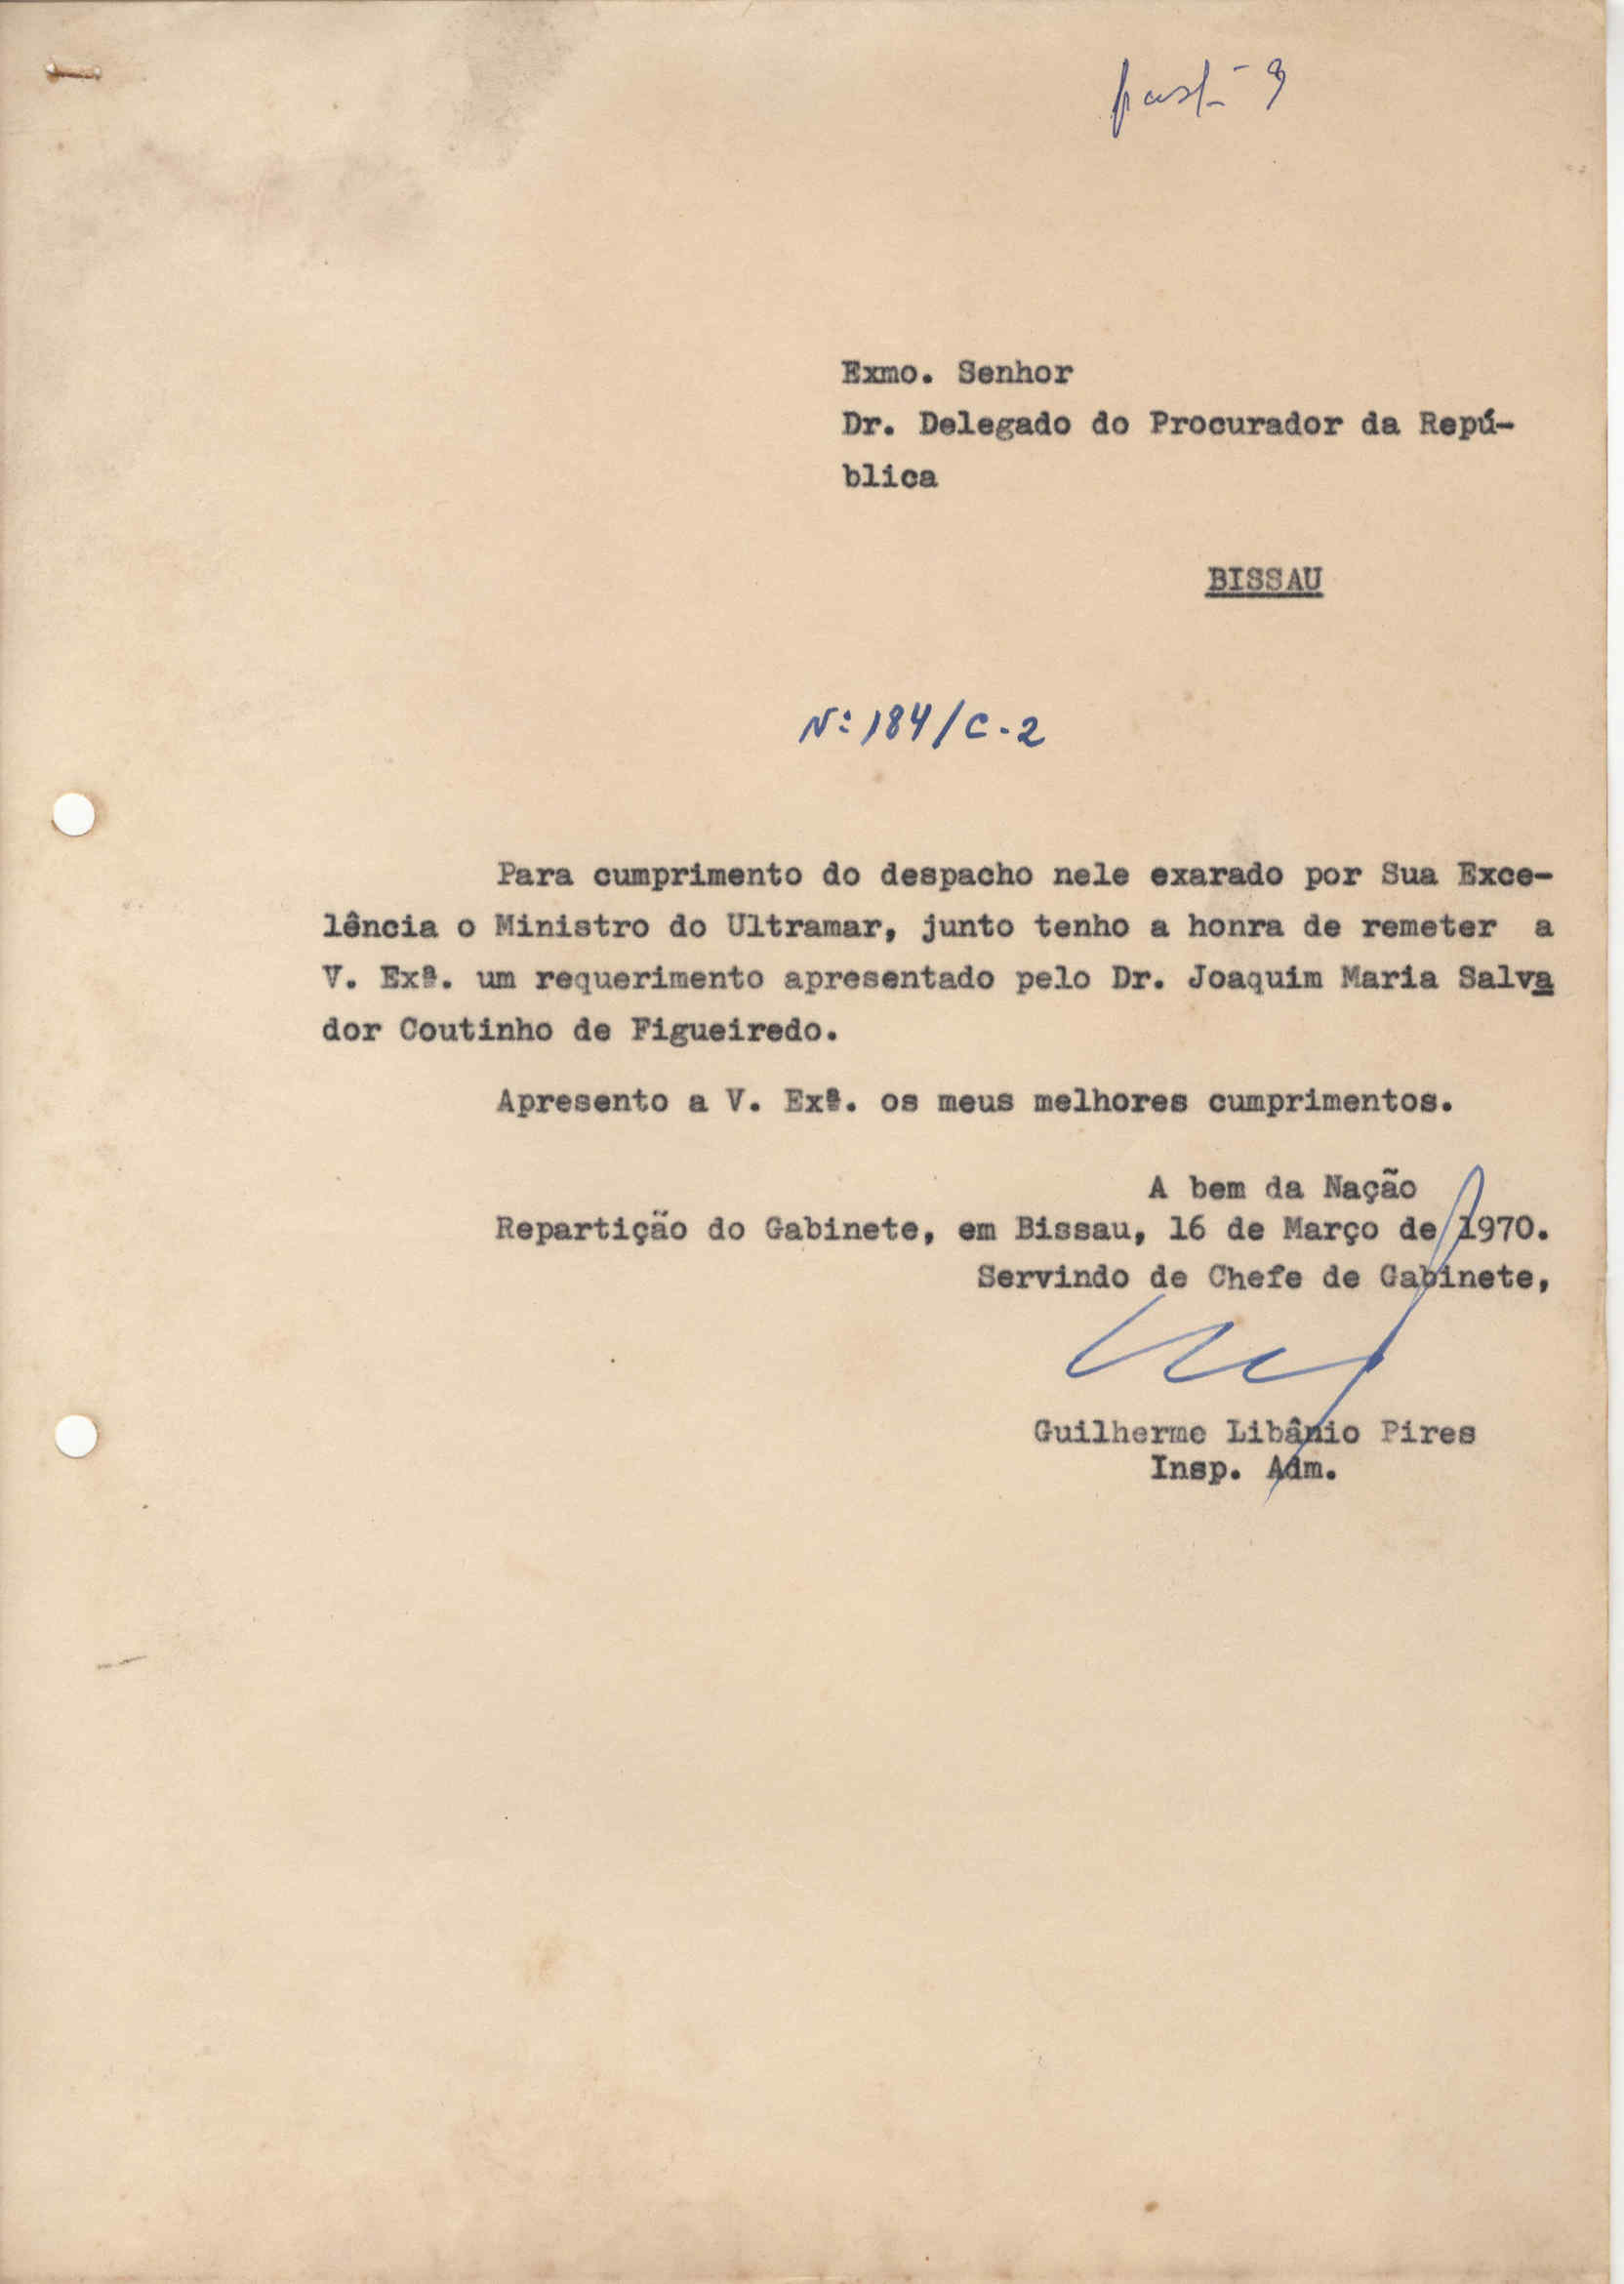 past- 9
Exmo. Senhor
Dr. Delegado do Procurador da Repú-
blica
BISSAU
Nº 184/C-2
Para cumprimento do despacho nele exarado por Sua Exce-
lência o Ministro do Ultramar, junto tenho a honra de remeter a
V. Exª. um requerimento apresentado pelo Dr. Joaquim Maria Salva
dor Coutinho de Figueiredo.
Apresento a V. Exª. os meus melhores cumprimentos.
A bem da Nação
Repartição do Gabinete, em Bissau, 16 de Março de 1970.
Servindo de Chefe de Gabinete,
Guilherme Libânio Pires
Insp. Adm.